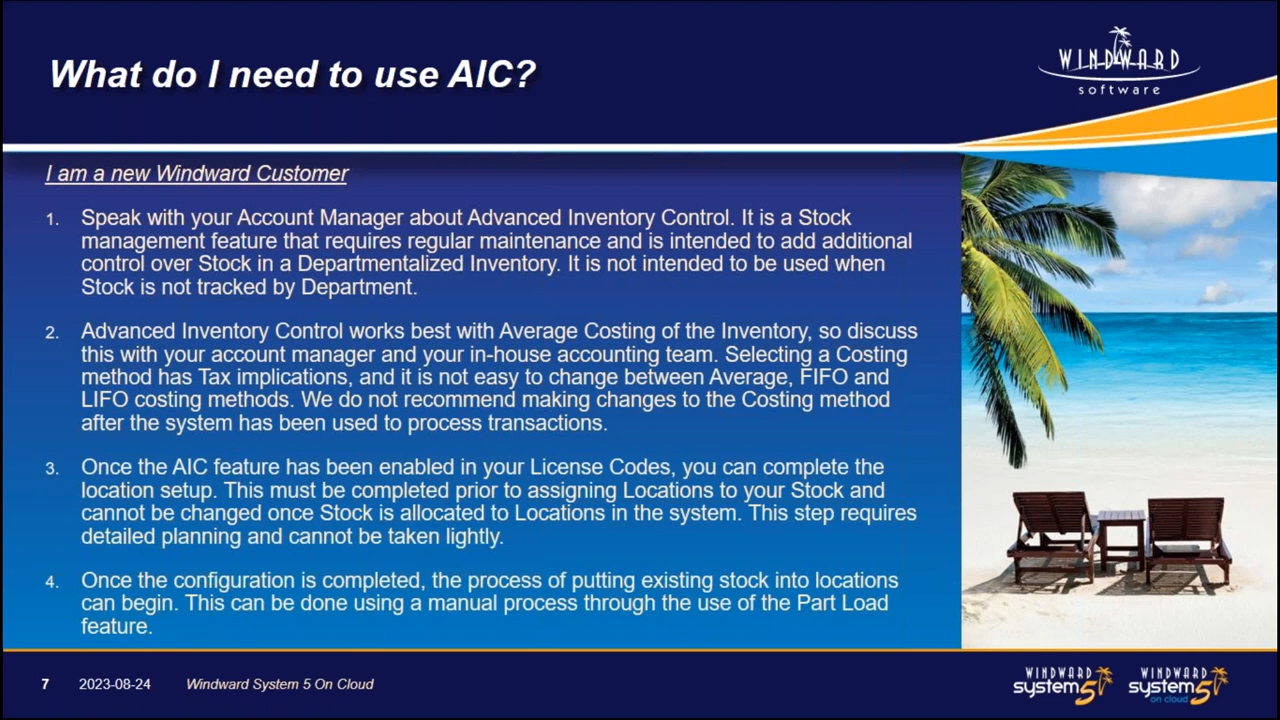 What do I need to use AIC?
WINDWARD
software
I am a new Windward Customer
1. Speak with your Account Manager about Advanced Inventory Control. It is a Stock
management feature that requires regular maintenance and is intended to add additional
control over Stock in a Departmentalized Inventory. It is not intended to be used when
Stock is not tracked by Department.
2. Advanced Inventory Control works best with Average Costing of the Inventory, so discuss
this with your account manager and your in-house accounting team. Selecting a Costing
method has Tax implications, and it is not easy to change between Average, FIFO and
LIFO costing methods. We do not recommend making changes to the Costing method
after the system has been used to process transactions.
3. Once the AIC feature has been enabled in your License Codes, you can complete the
location setup. This must be completed prior to assigning Locations to your Stock and
cannot be changed once Stock is allocated to Locations in the system. This step requires
detailed planning and cannot be taken lightly.
4. Once the configuration is completed, the process of putting existing stock into locations
can begin. This can be done using a manual process through the use of the Part Load
feature.
7 2023-08-24 Windward System 5 On Cloud
WINDWARD
system5
WINDWARD
system5
on cloud